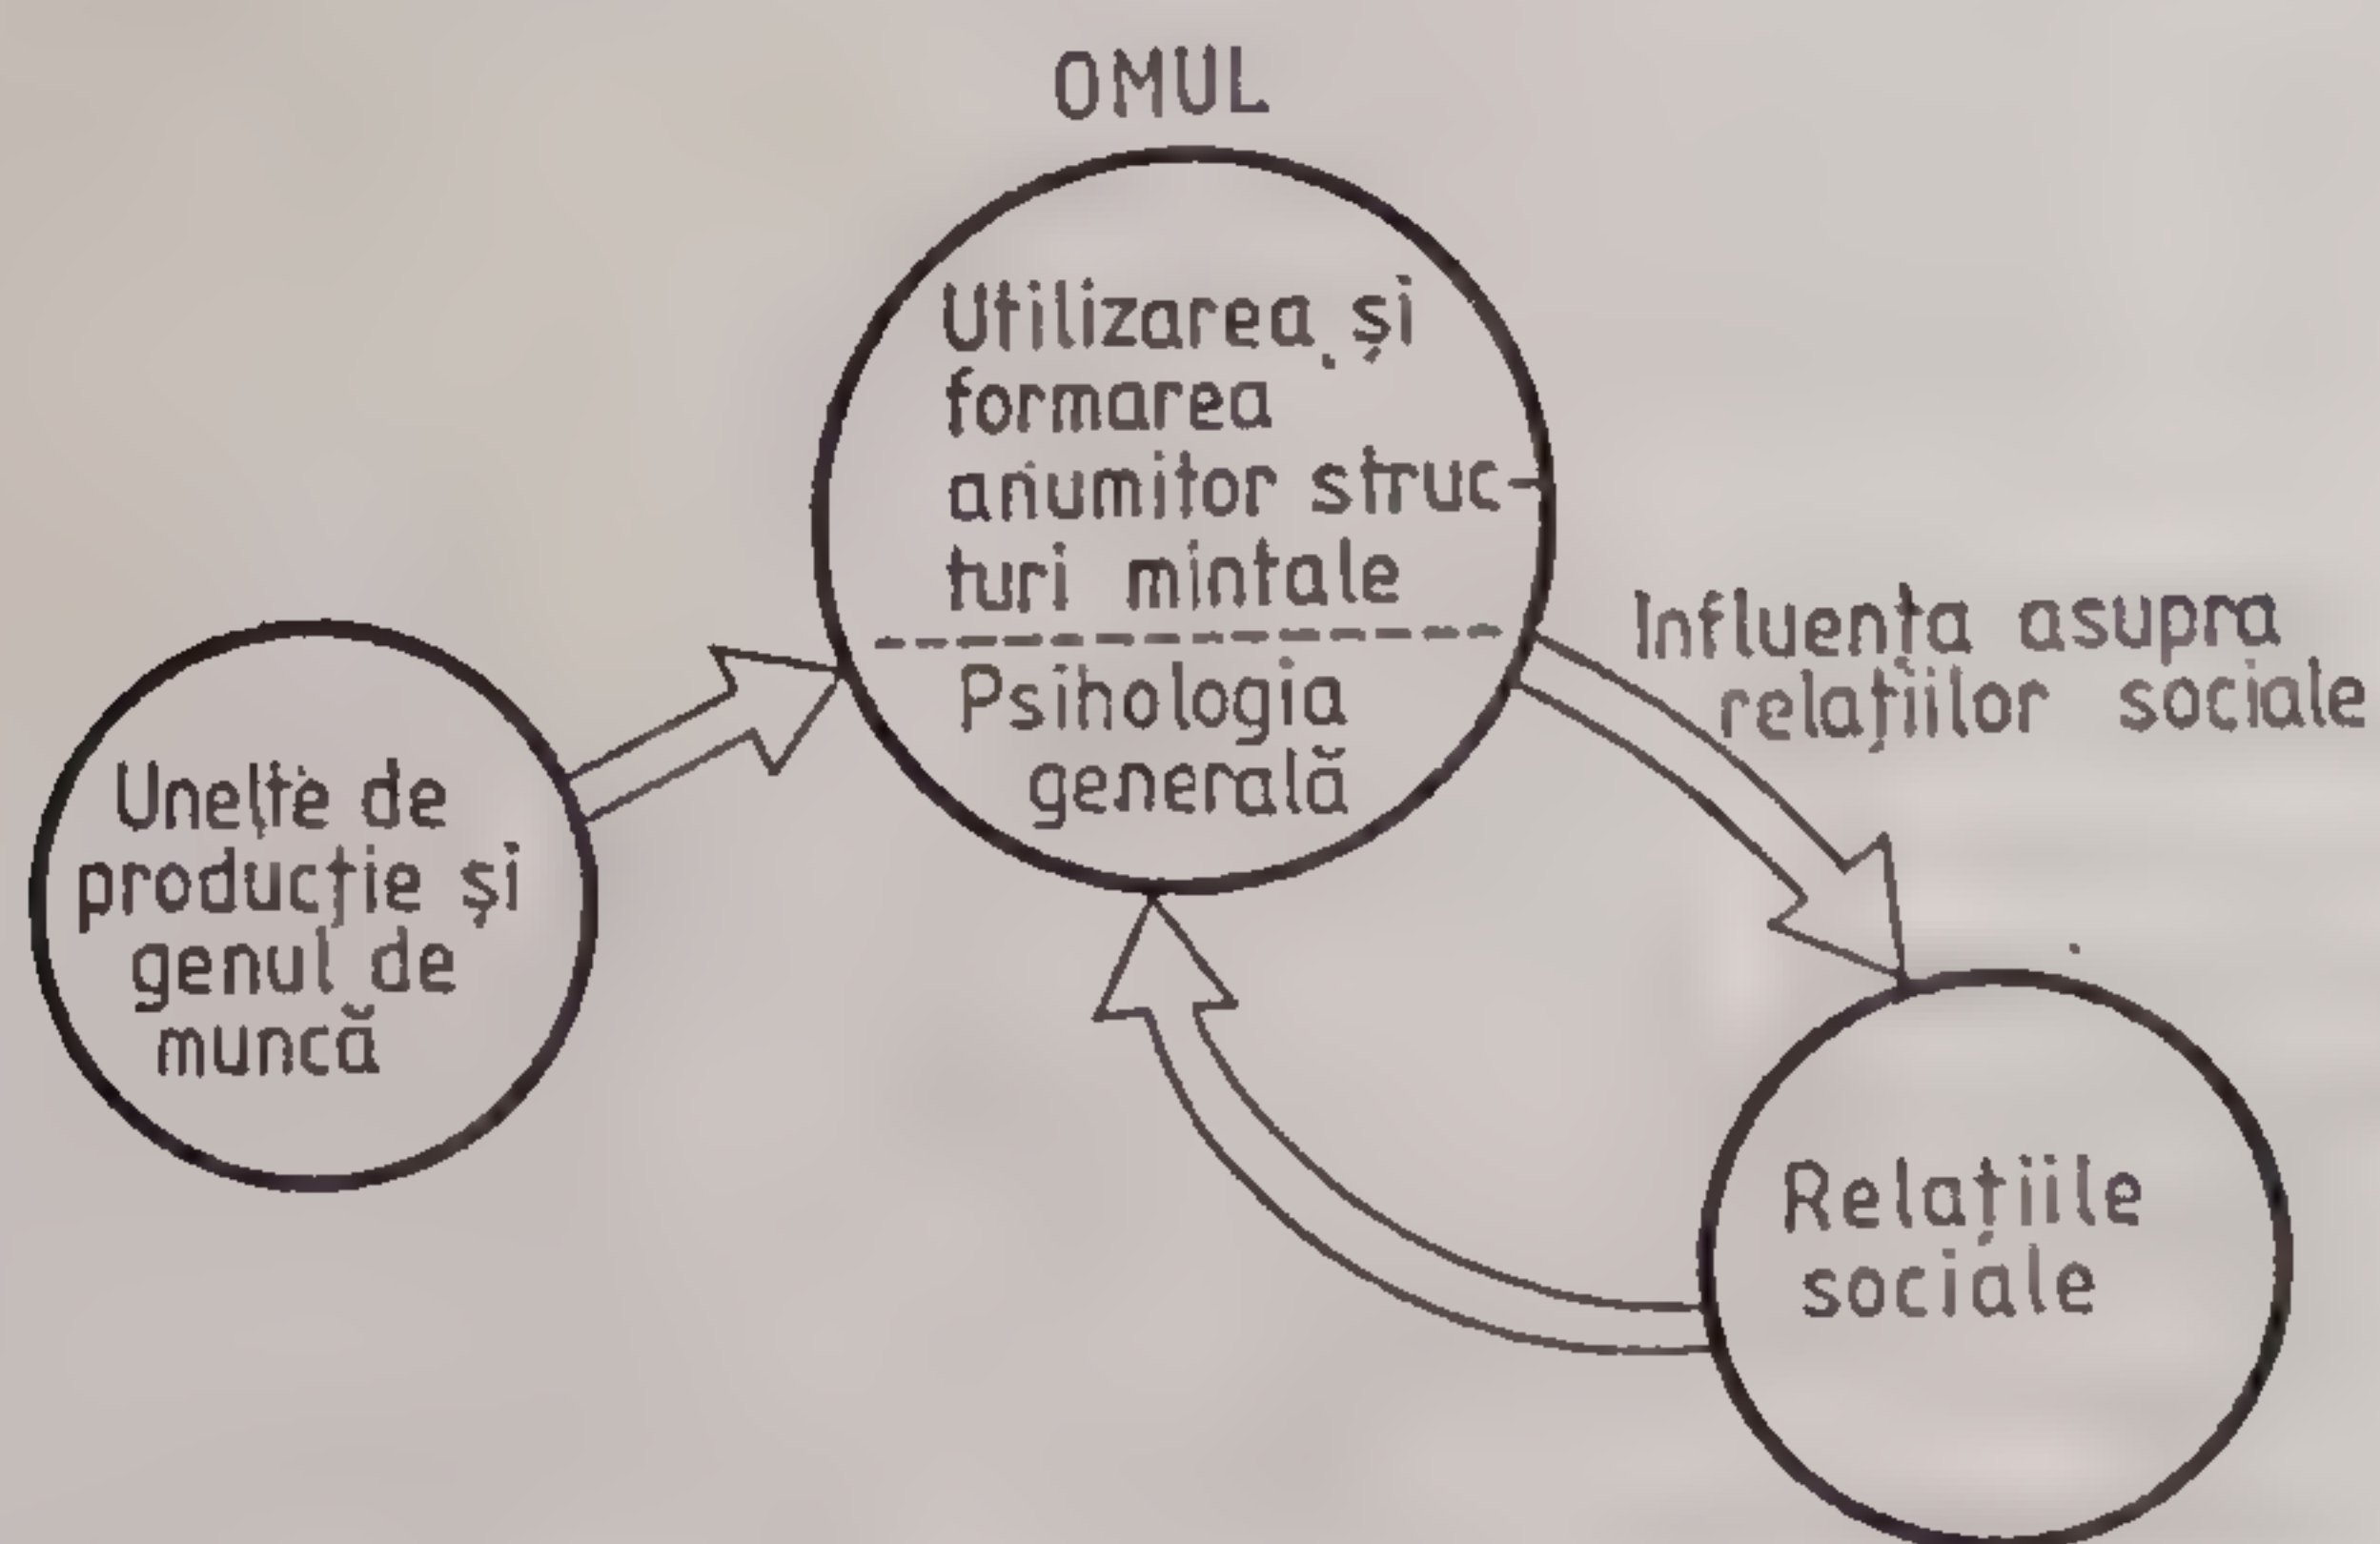 OMUL
Utilizarea și
formarea
anumitor struc-
turi mintale
Psihologia
generală
Influența asupra
relațiilor sociale
Unelte de
producție și
genul de
muncă
Relațiile
sociale